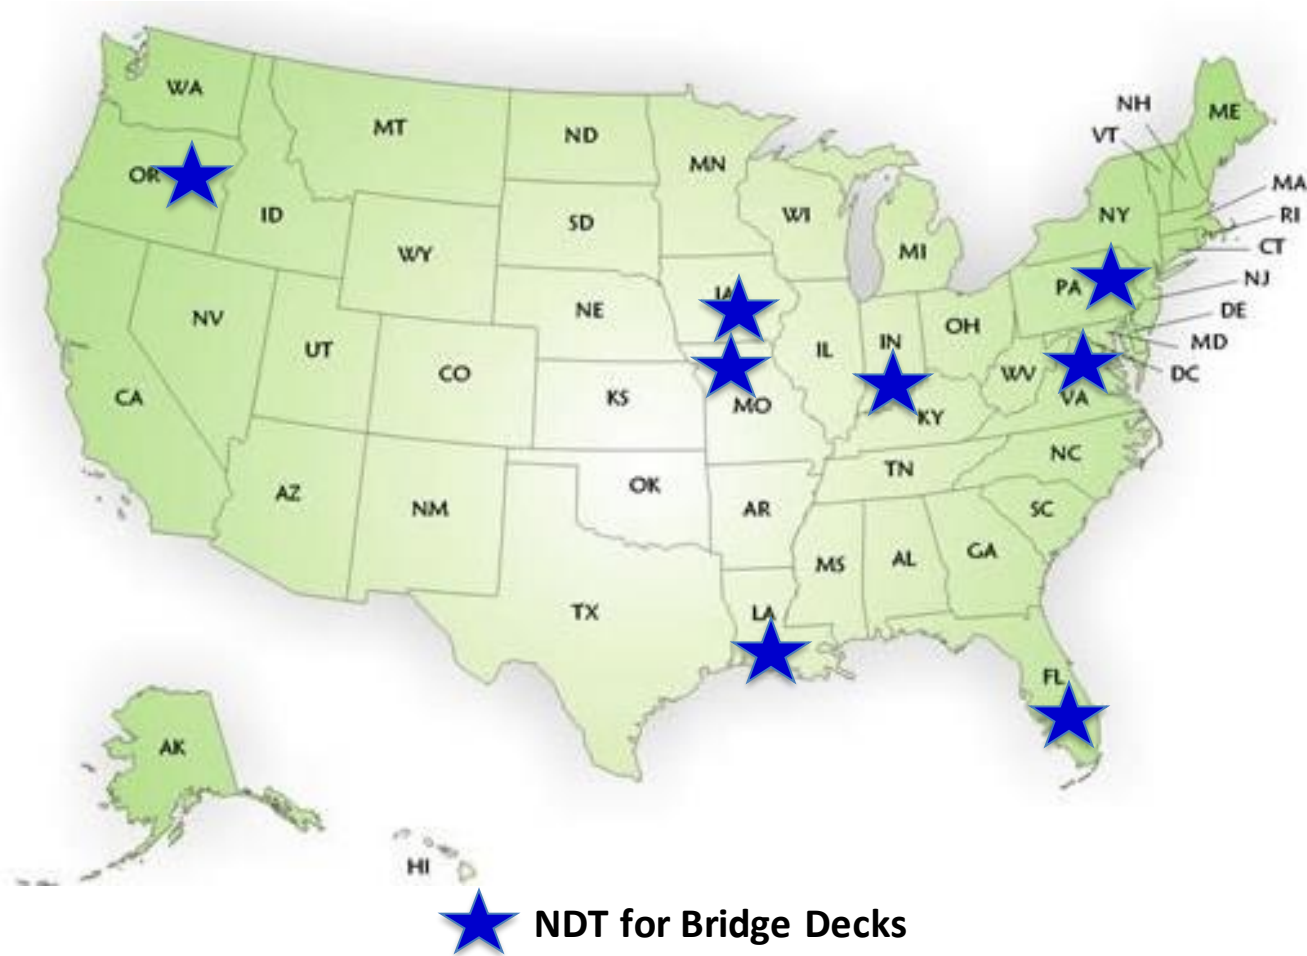 WA
MT
ND
MN
OR
ID
SD
WI
WY
MI
NH
ME
VT
MA
NY
RI
CT
PA
NJ
DE
MD
DC
NV
UT
NE
IA
CO
IL
IN
OH
WV
VA
CA
KS
MO
KY
NC
TN
AZ
NM
OK
AR
SC
MS
AL
GA
TX
LA
FL
AK
HI
NDT for Bridge Decks